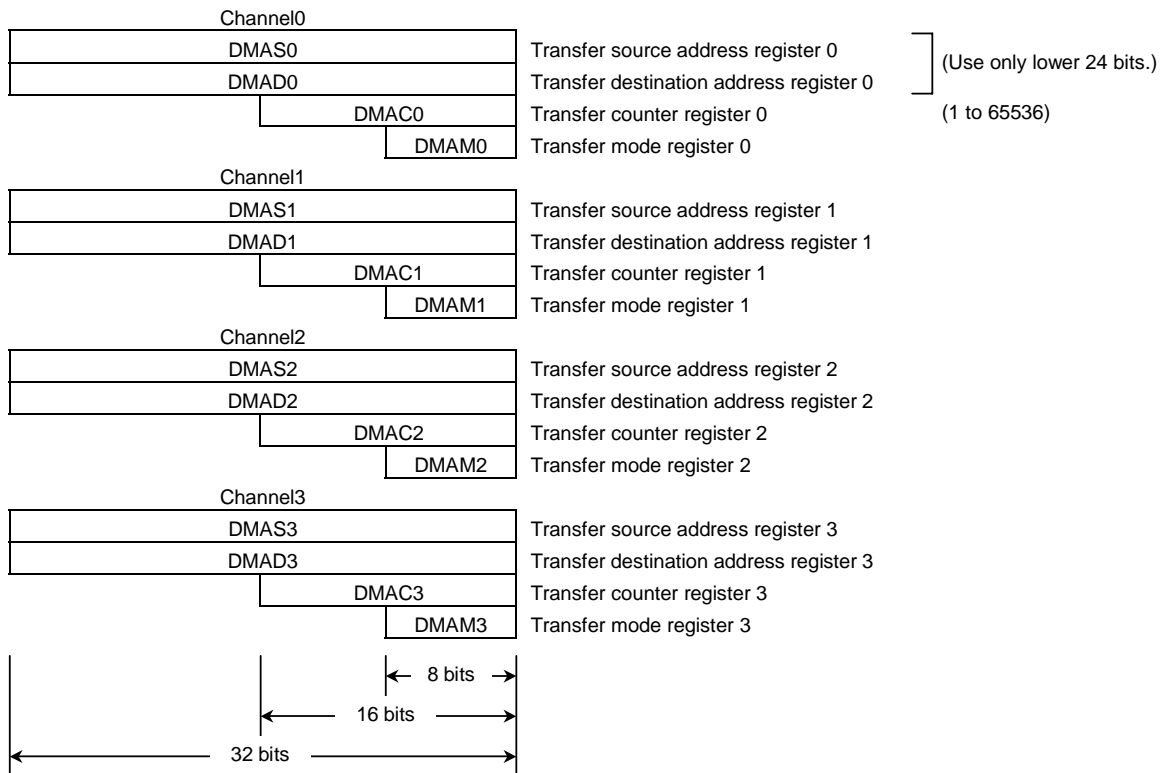 Channel0
DMAS0 Transfer source address register 0 (Use only lower 24 bits.)
DMAD0 Transfer destination address register 0
DMAC0 Transfer counter register 0 (1 to 65536)
DMAM0 Transfer mode register 0
Channel1
DMAS1 Transfer source address register 1
DMAD1 Transfer destination address register 1
DMAC1 Transfer counter register 1
DMAM1 Transfer mode register 1
Channel2
DMAS2 Transfer source address register 2
DMAD2 Transfer destination address register 2
DMAC2 Transfer counter register 2
DMAM2 Transfer mode register 2
Channel3
DMAS3 Transfer source address register 3
DMAD3 Transfer destination address register 3
DMAC3 Transfer counter register 3
DMAM3 Transfer mode register 3
8 bits
16 bits
32 bits